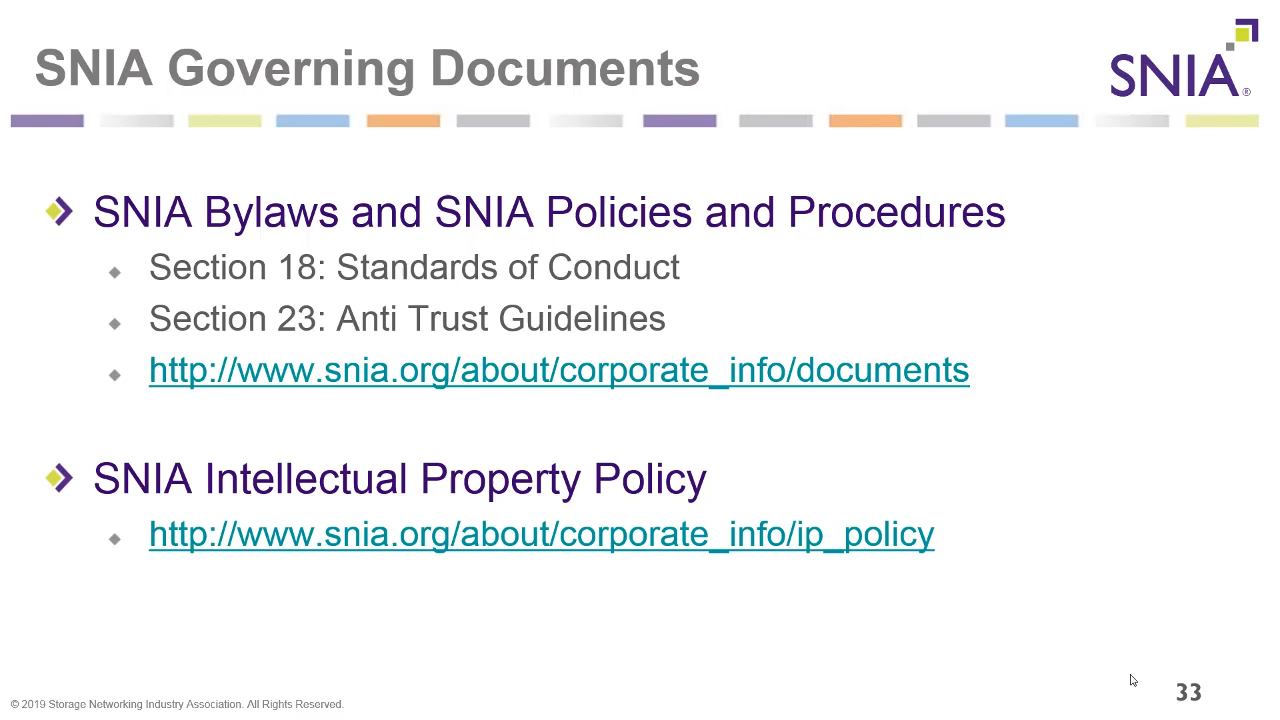 SNIA Governing Documents
SNIA®
SNIA Bylaws and SNIA Policies and Procedures
Section 18: Standards of Conduct
Section 23: Anti Trust Guidelines
http://www.snia.org/about/corporate_info/documents
SNIA Intellectual Property Policy
http://www.snia.org/about/corporate_info/ip_policy
© 2019 Storage Networking Industry Association. All Rights Reserved.
33